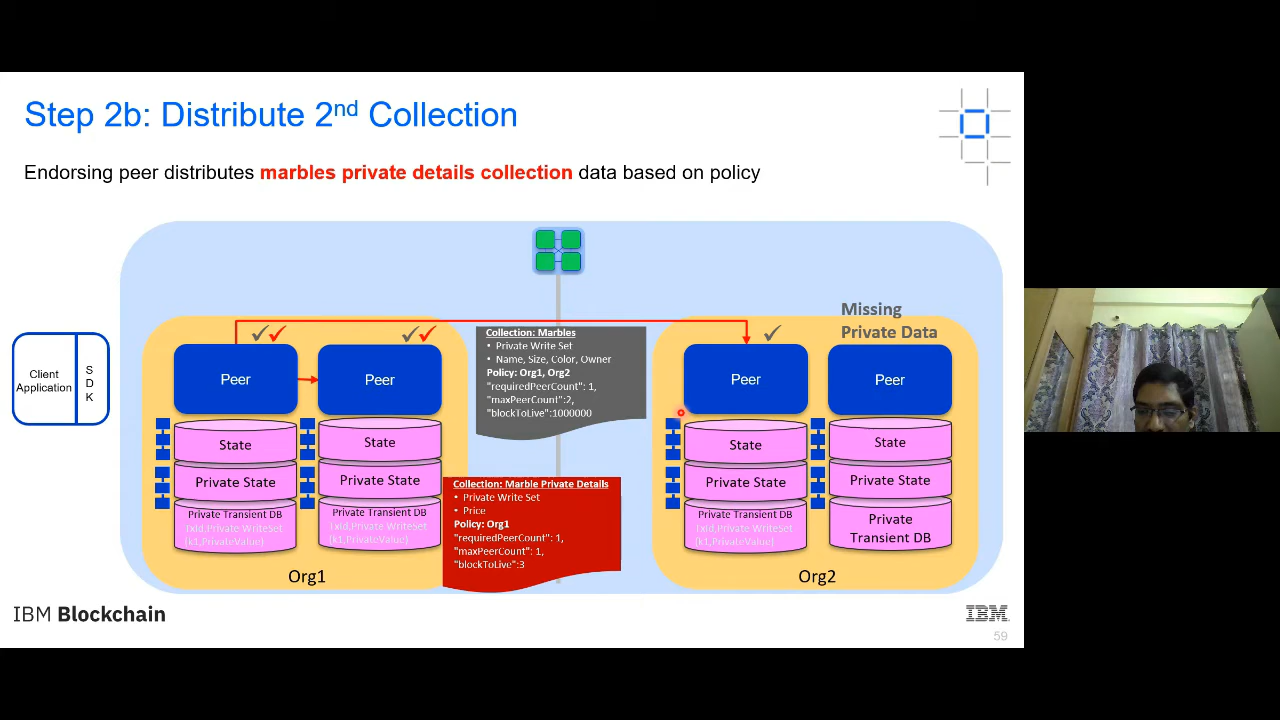 Step 2b: Distribute 2nd Collection
Endorsing peer distributes marbles private details collection data based on policy
Missing
Private Data
Client
Application
S
D
K
Peer
Peer
Collection: Marbles
• Private Write Set
• Name, Size, Color, Owner
Policy: Org1, Org2
"requiredPeerCount": 1,
"maxPeerCount":2,
"blockToLive":1000000
Peer
Peer
State
State
State
State
Private State
Private State
Private State
Private State
Collection: Marble Private Details
• Private Write Set
• Price
Policy: Org1
"requiredPeerCount": 1,
"maxPeerCount": 1,
"blockToLive":3
Private Transient DB
TxId,Private WriteSet
(k1,PrivateValue)
Private Transient DB
TxId,Private WriteSet
(k1,PrivateValue)
Private Transient DB
TxId,Private WriteSet
(k1,PrivateValue)
Private
Transient DB
Org1
Org2
IBM Blockchain
IBM
59